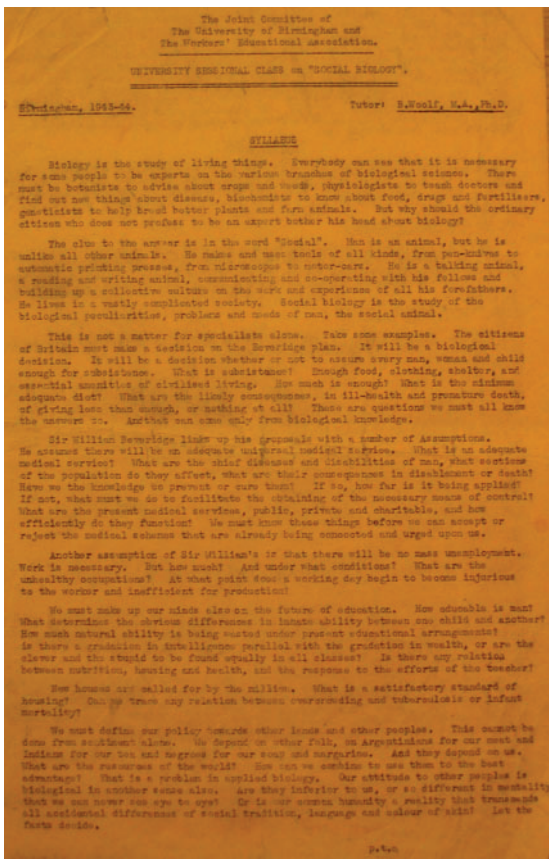 The Joint Committee of
The University of Birmingham and
The Workers' Educational Association.
UNIVERSITY SESSIONAL CLASS on "SOCIAL BIOLOGY".
Birmingham, 1943-44. Tutor: B.Woolf, M.A.,Ph.D.
SYLLABUS
Biology is the study of living things. Everybody can see that it is necessary
for some people to be experts on the various branches of biological science. There
must be botanists to advise about crops and weeds, physiologists to teach doctors and
find out new things about disease, biochemists to know about food, drugs and fertilisers,
geneticists to help breed better plants and farm animals. But why should the ordinary
citizen who does not profess to be an expert bother his head about biology?
The clue to the answer is in the word "Social". Man is an animal, but he is
unlike all other animals. He makes and uses tools of all kinds, from pen-knives to
automatic printing presses, from microscopes to motor-cars. He is a talking animal,
a reading and writing animal, communicating and co-operating with his fellows and
building up a collective culture on the work and experience of all his forefathers.
He lives in a vastly complicated society. Social biology is the study of the
biological peculiarities, problems and needs of man, the social animal.
This is not a matter for specialists alone. Take some examples. The citizens
of Britain must make a decision on the Beveridge plan. It will be a biological
decision. It will be a decision whether or not to assure every man, woman and child
enough for subsistence. What is subsistence? Enough food, clothing, shelter, and
essential amenities of civilised living. How much is enough? What is the minimum
adequate diet? What are the likely consequences, in ill-health and premature death,
of giving less than enough, or nothing at all? These are questions we must all know
the answers to. And that can come only from biological knowledge.
Sir William Beveridge links up his proposals with a number of Assumptions.
He assumes there will be an adequate universal medical service. What is an adequate
medical service? What are the chief diseases and disabilities of man, what sections
of the population do they affect, what are their consequences in disablement or death?
Have we the knowledge to prevent or cure them? If so, how far is it being applied?
If not, what must we do to facilitate the obtaining of the necessary means of control?
What are the present medical services, public, private and charitable, and how
efficiently do they function? We must know these things before we can accept or
reject the medical schemes that are already being concocted and urged upon us.
Another assumption of Sir William's is that there will be no mass unemployment.
Work is necessary. But how much? And under what conditions? What are the
unhealthy occupations? At what point does a working day begin to become injurious
to the worker and inefficient for production?
We must make up our minds also on the future of education. How educable is man?
What determines the obvious differences in innate ability between one child and another?
How much natural ability is being wasted under present educational arrangements?
Is there a gradation in intelligence parallel with the gradation in wealth, or are the
clever and the stupid to be found equally in all classes? Is there any relation
between nutrition, housing and health, and the response to the efforts of the teacher?
New houses are called for by the million. What is a satisfactory standard of
housing? Can we trace any relation between overcrowding and tuberculosis or infant
mortality?
We must define our policy towards other lands and other peoples. This cannot be
done from sentiment alone. We depend on other folk, on Argentinians for our meat and
Indians for our tea and negroes for our soap and margarine. And they depend on us.
What are the resources of the world? How can we combine to use them to the best
advantage? That is a problem in applied biology. Our attitude to other peoples is
biological in another sense also. Are they inferior to us, or so different in mentality
that we can never see eye to eye? Or is our common humanity a reality that transcends
all accidental differences of social tradition, language and colour of skin? Let the
facts decide.
p.t.o